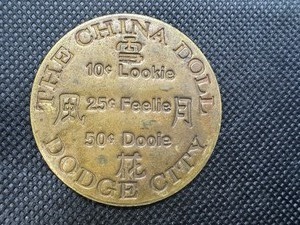 THE CHINA DOLL
雪
10¢ Lookie
風 25¢ Feelie 月
50¢ Dooie
花
DODGE CITY